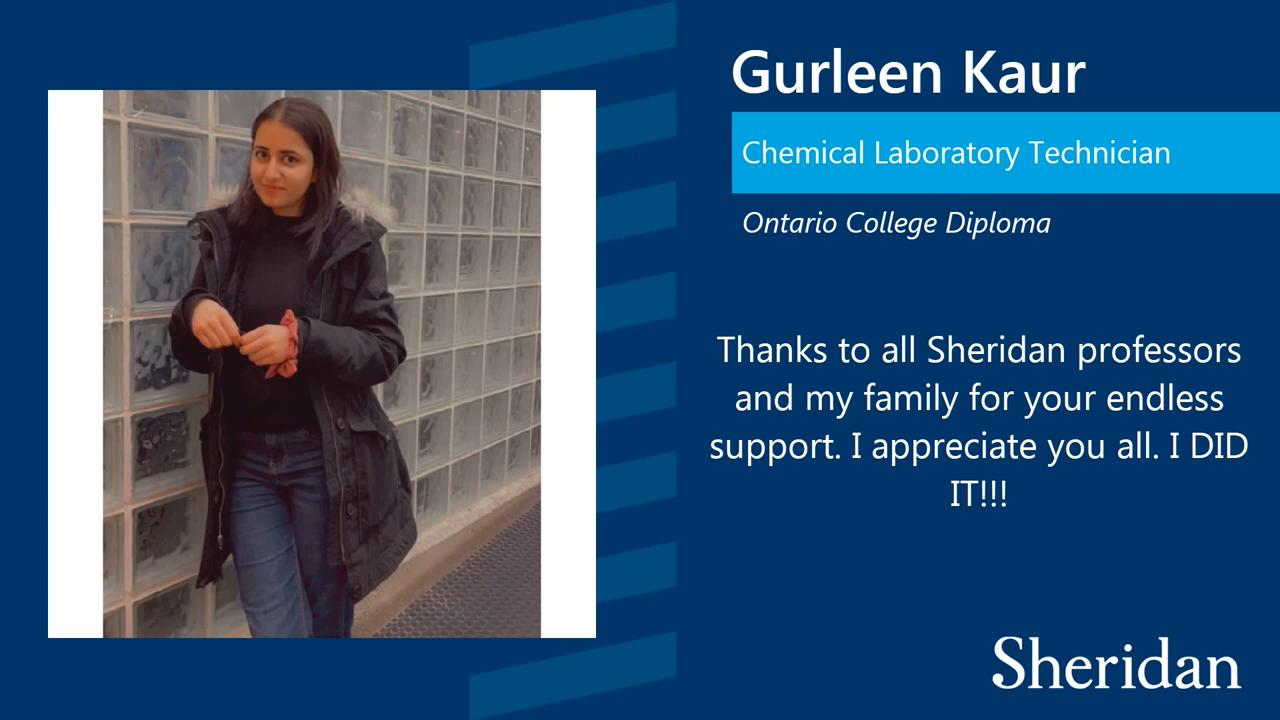 Gurleen Kaur
Chemical Laboratory Technician
Ontario College Diploma
Thanks to all Sheridan professors
and my family for your endless
support. I appreciate you all. I DID
IT!!!
Sheridan